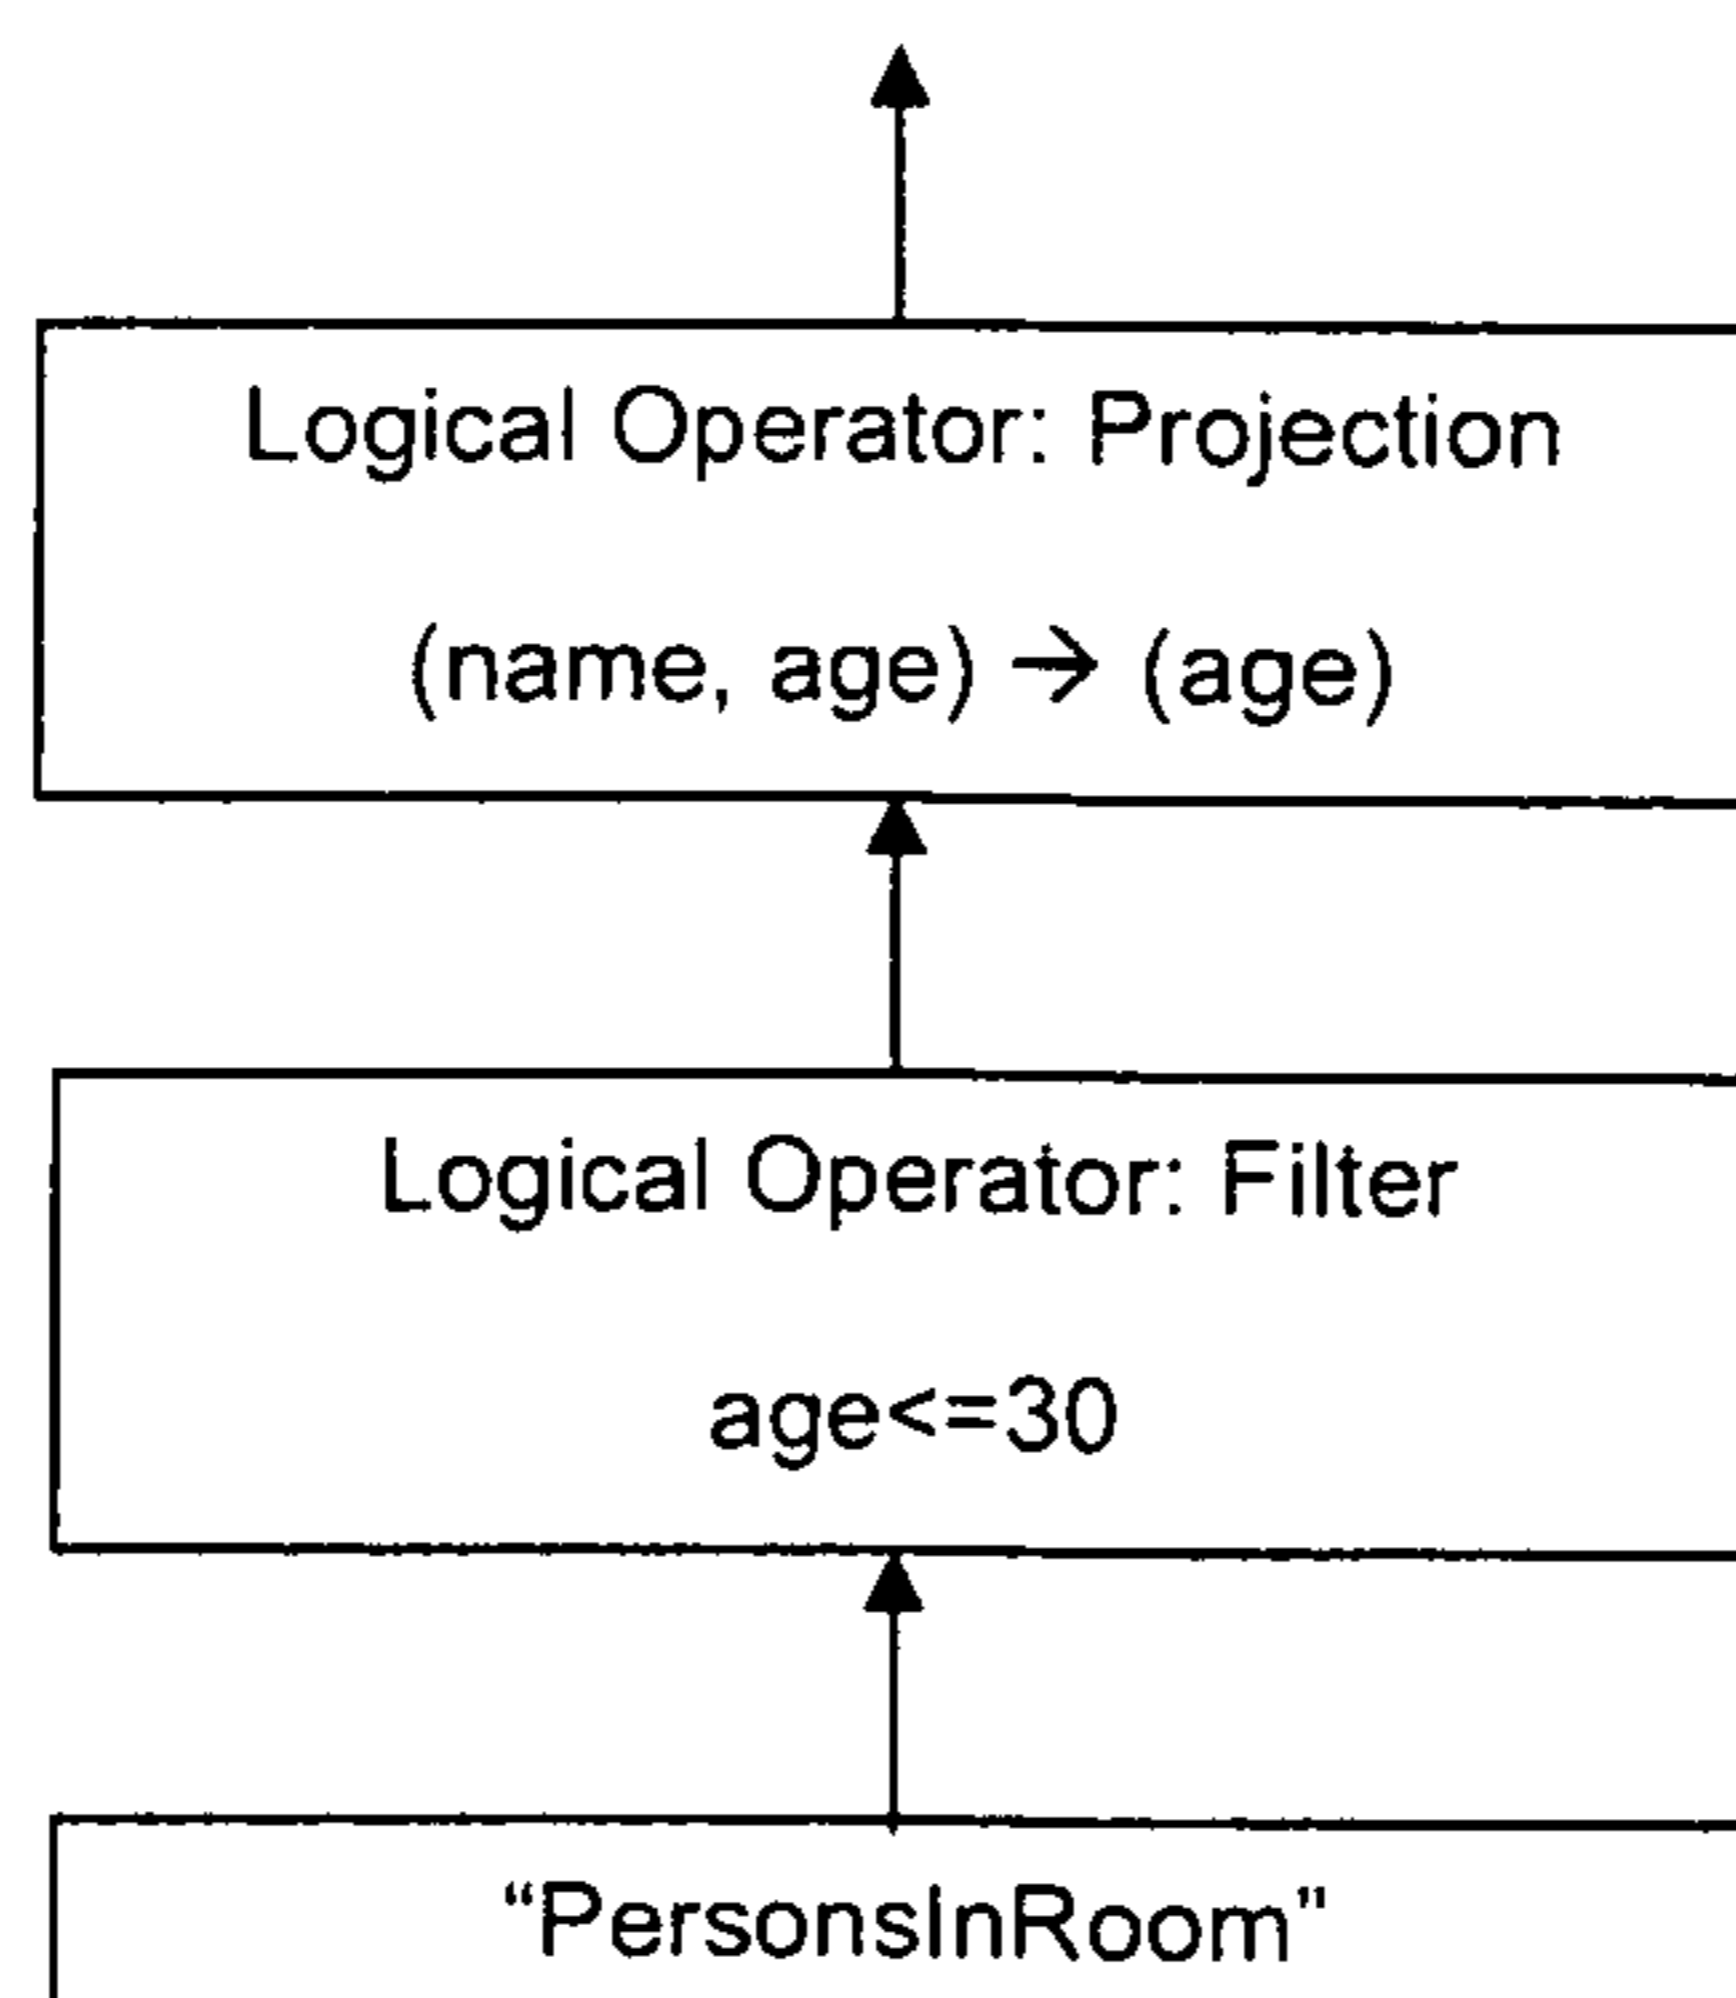 Logical Operator: Projection
(name, age) → (age)
Logical Operator: Filter
age<=30
“PersonsInRoom”